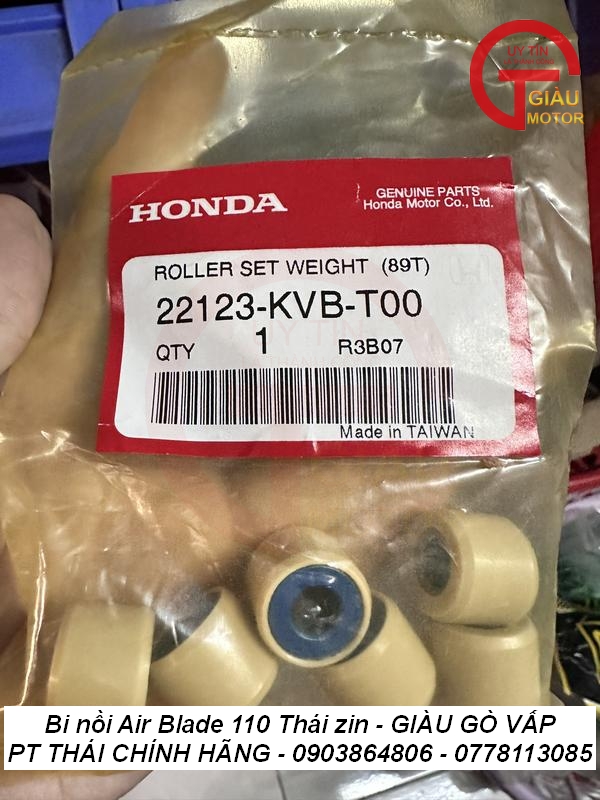 UY TÍN
GIÀU
MOTOR
HONDA
GENUINE PARTS
Honda Motor Co., Ltd.
ROLLER SET WEIGHT (89T)
22123-KVB-T00
QTY 1 R3B07
Made in TAIWAN
Bi nồi Air Blade 110 Thái zin - GIÀU GÒ VẤP
PT THÁI CHÍNH HÃNG - 0903864806 - 0778113085